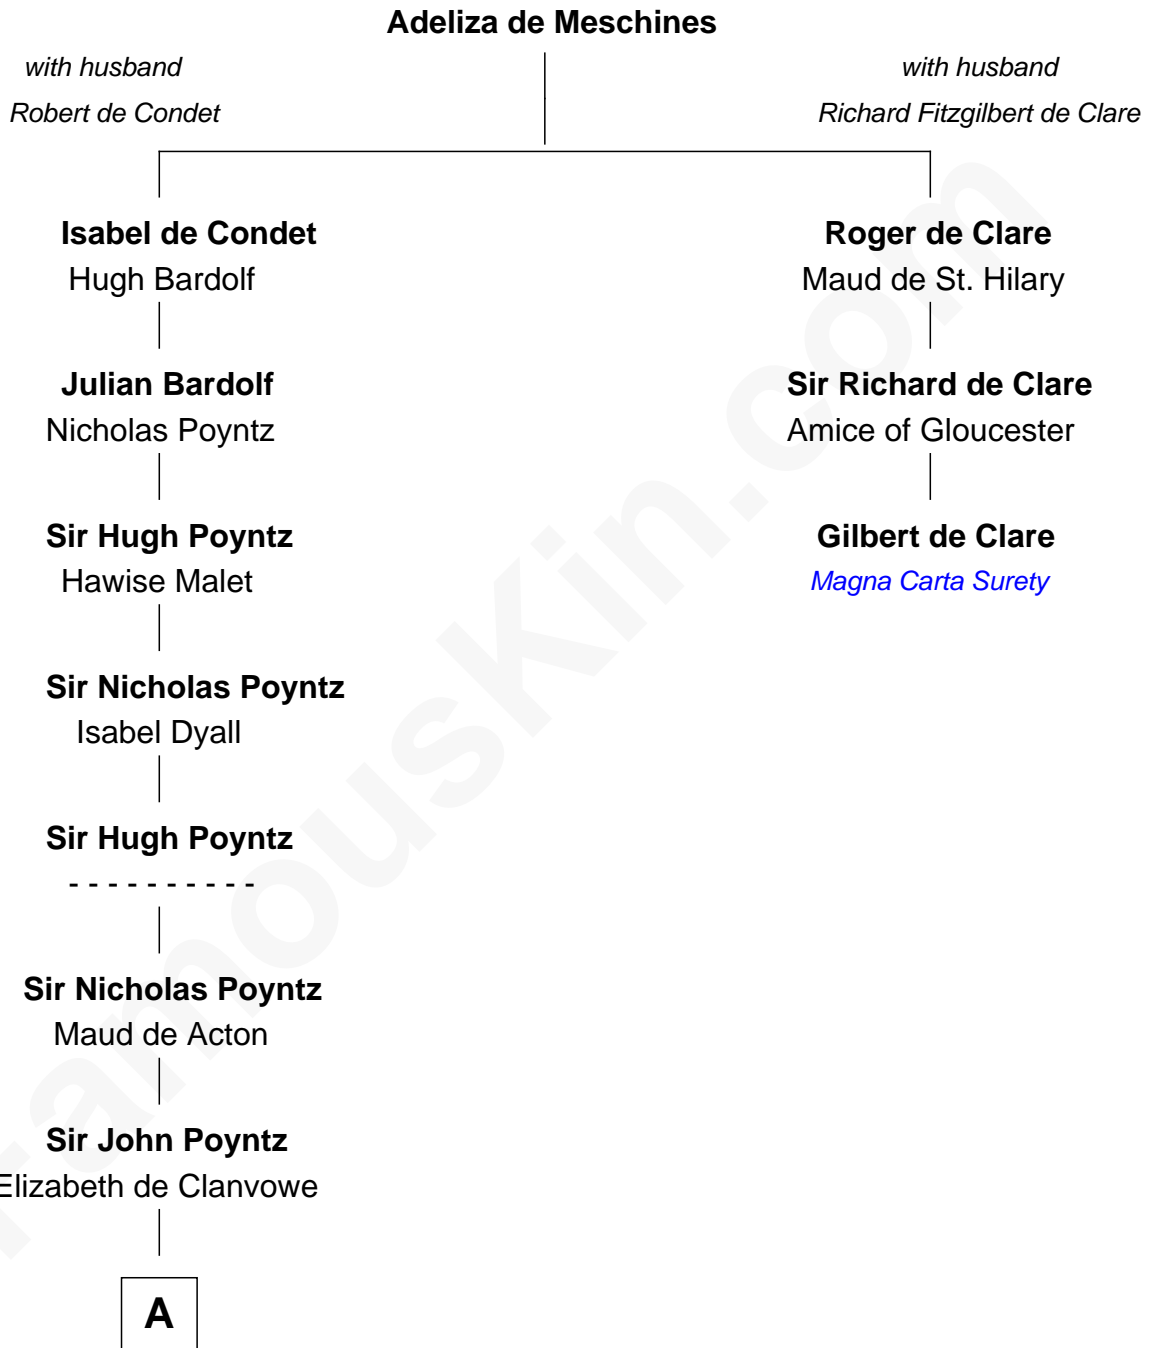 Adeliza de Meschines
with husband
Robert de Condet
with husband
Richard Fitzgilbert de Clare
Isabel de Condet
Hugh Bardolf
Roger de Clare
Maud de St. Hilary
Julian Bardolf
Nicholas Poyntz
Sir Richard de Clare
Amice of Gloucester
Sir Hugh Poyntz
Hawise Malet
Gilbert de Clare
Magna Carta Surety
Sir Nicholas Poyntz
Isabel Dyall
Sir Hugh Poyntz
- - - - - - - - - -
Sir Nicholas Poyntz
Maud de Acton
Sir John Poyntz
Elizabeth de Clanvowe
A
famouskin.com